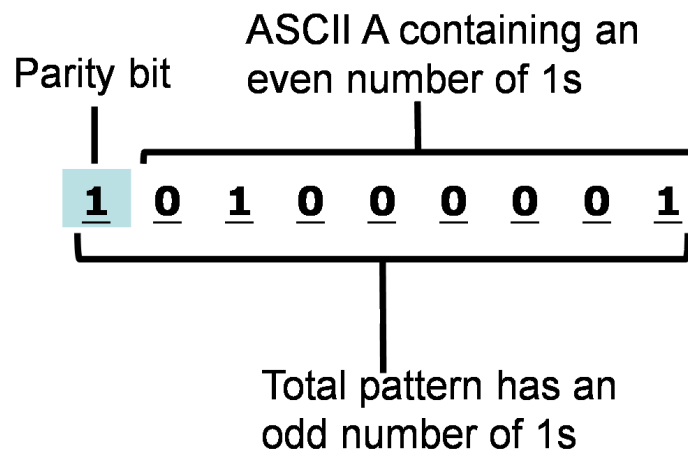 ASCII A containing an
even number of 1s
Parity bit
1 0 1 0 0 0 0 0 1
Total pattern has an
odd number of 1s